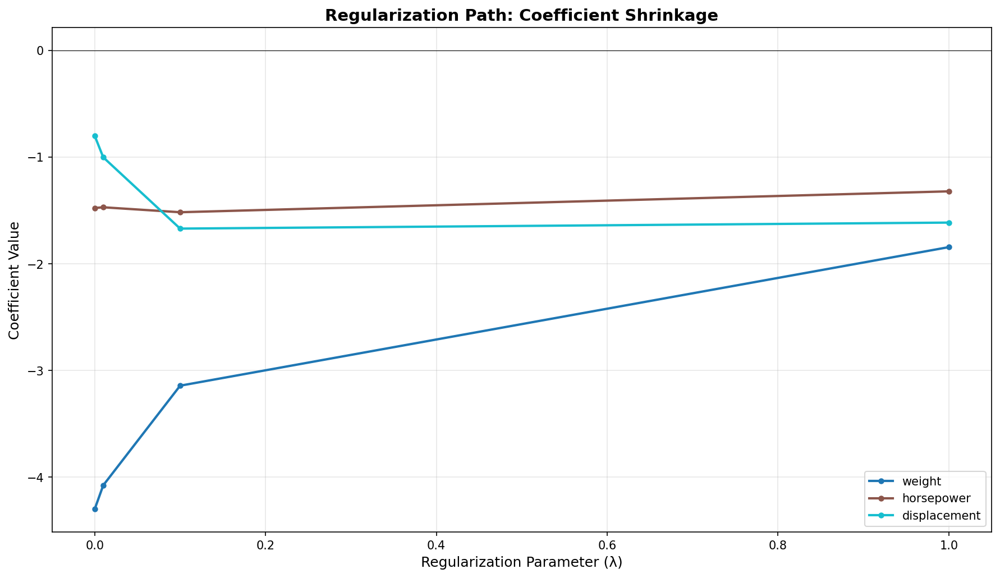 Regularization Path: Coefficient Shrinkage
Coefficient Value
0
−1
−2
−3
−4
weight
horsepower
displacement
0.0 0.2 0.4 0.6 0.8 1.0
Regularization Parameter (λ)